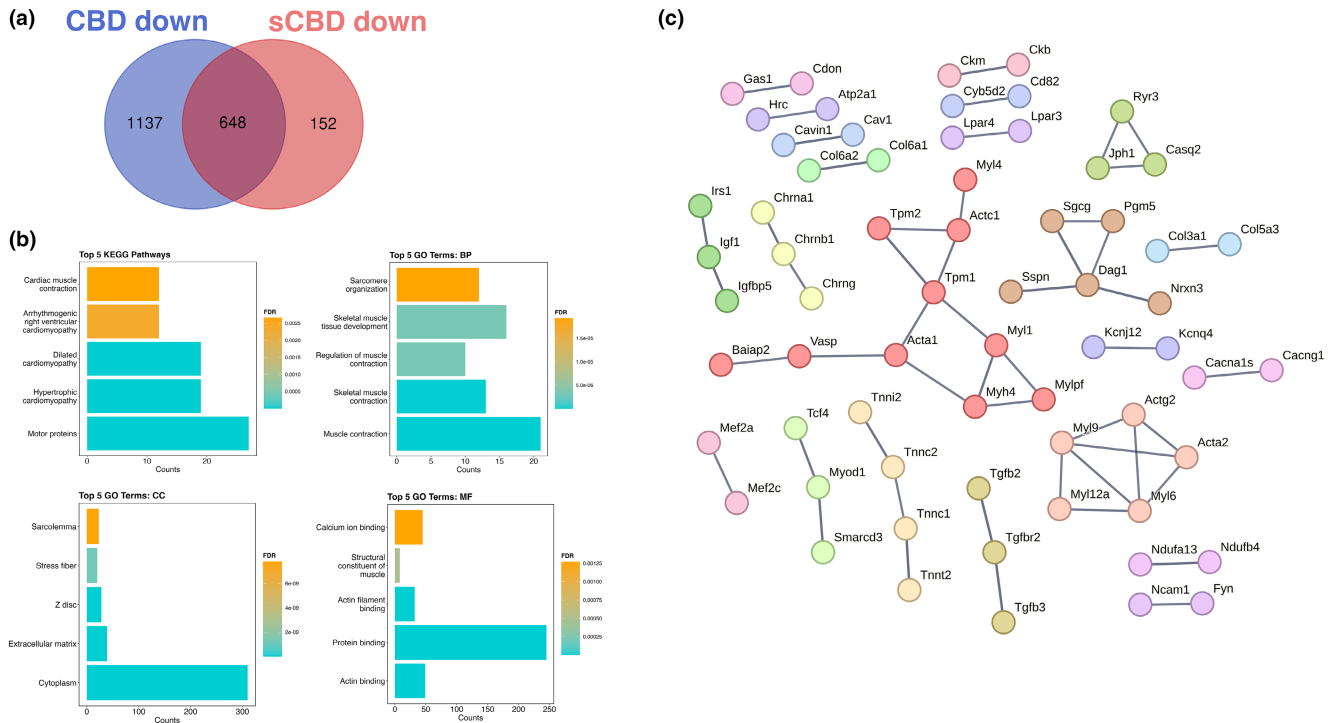 (a)
CBD down
sCBD down
1137
648
152
(b)
Top 5 KEGG Pathways
Cardiac muscle
contraction
Arrhythmogenic
right ventricular
cardiomyopathy
Dilated
cardiomyopathy
Hypertrophic
cardiomyopathy
Motor proteins
0
10
20
Counts
FDR
0.0025
0.0020
0.0015
0.0010
0.0005
Top 5 GO Terms: BP
Sarcomere
organization
Skeletal muscle
tissue development
Regulation of muscle
contraction
Skeletal muscle
contraction
Muscle contraction
0
5
10
15
20
Counts
FDR
1.5e-05
1.0e-05
5.0e-06
Top 5 GO Terms: CC
Sarcolemma
Stress fiber
Z disc
Extracellular matrix
Cytoplasm
0
100
200
300
Counts
FDR
6e-09
4e-09
2e-09
Top 5 GO Terms: MF
Calcium ion binding
Structural
constituent of
muscle
Actin filament
binding
Protein binding
Actin binding
0
50
100
150
200
250
Counts
FDR
0.00125
0.00100
0.00075
0.00050
0.00025
(c)
Gas1
Cdon
Hrc
Atp2a1
Cavin1
Cav1
Col6a2
Col6a1
Ckm
Ckb
Cyb5d2
Cd82
Lpar4
Lpar3
Ryr3
Jph1
Casq2
Myl4
Irs1
Igf1
Igfbp5
Chrna1
Chrnb1
Chrng
Tpm2
Actc1
Tpm1
Sgcg
Pgm5
Sspn
Dag1
Nrxn3
Col3a1
Col5a3
Baiap2
Vasp
Acta1
Myl1
Myh4
Mylpf
Kcnj12
Kcnq4
Cacna1s
Cacng1
Mef2a
Mef2c
Tcf4
Myod1
Smarcd3
Tnni2
Tnnc2
Tnnc1
Tnnt2
Tgfb2
Tgfbr2
Tgfb3
Actg2
Myl9
Acta2
Myl12a
Myl6
Ndufa13
Ndufb4
Ncam1
Fyn